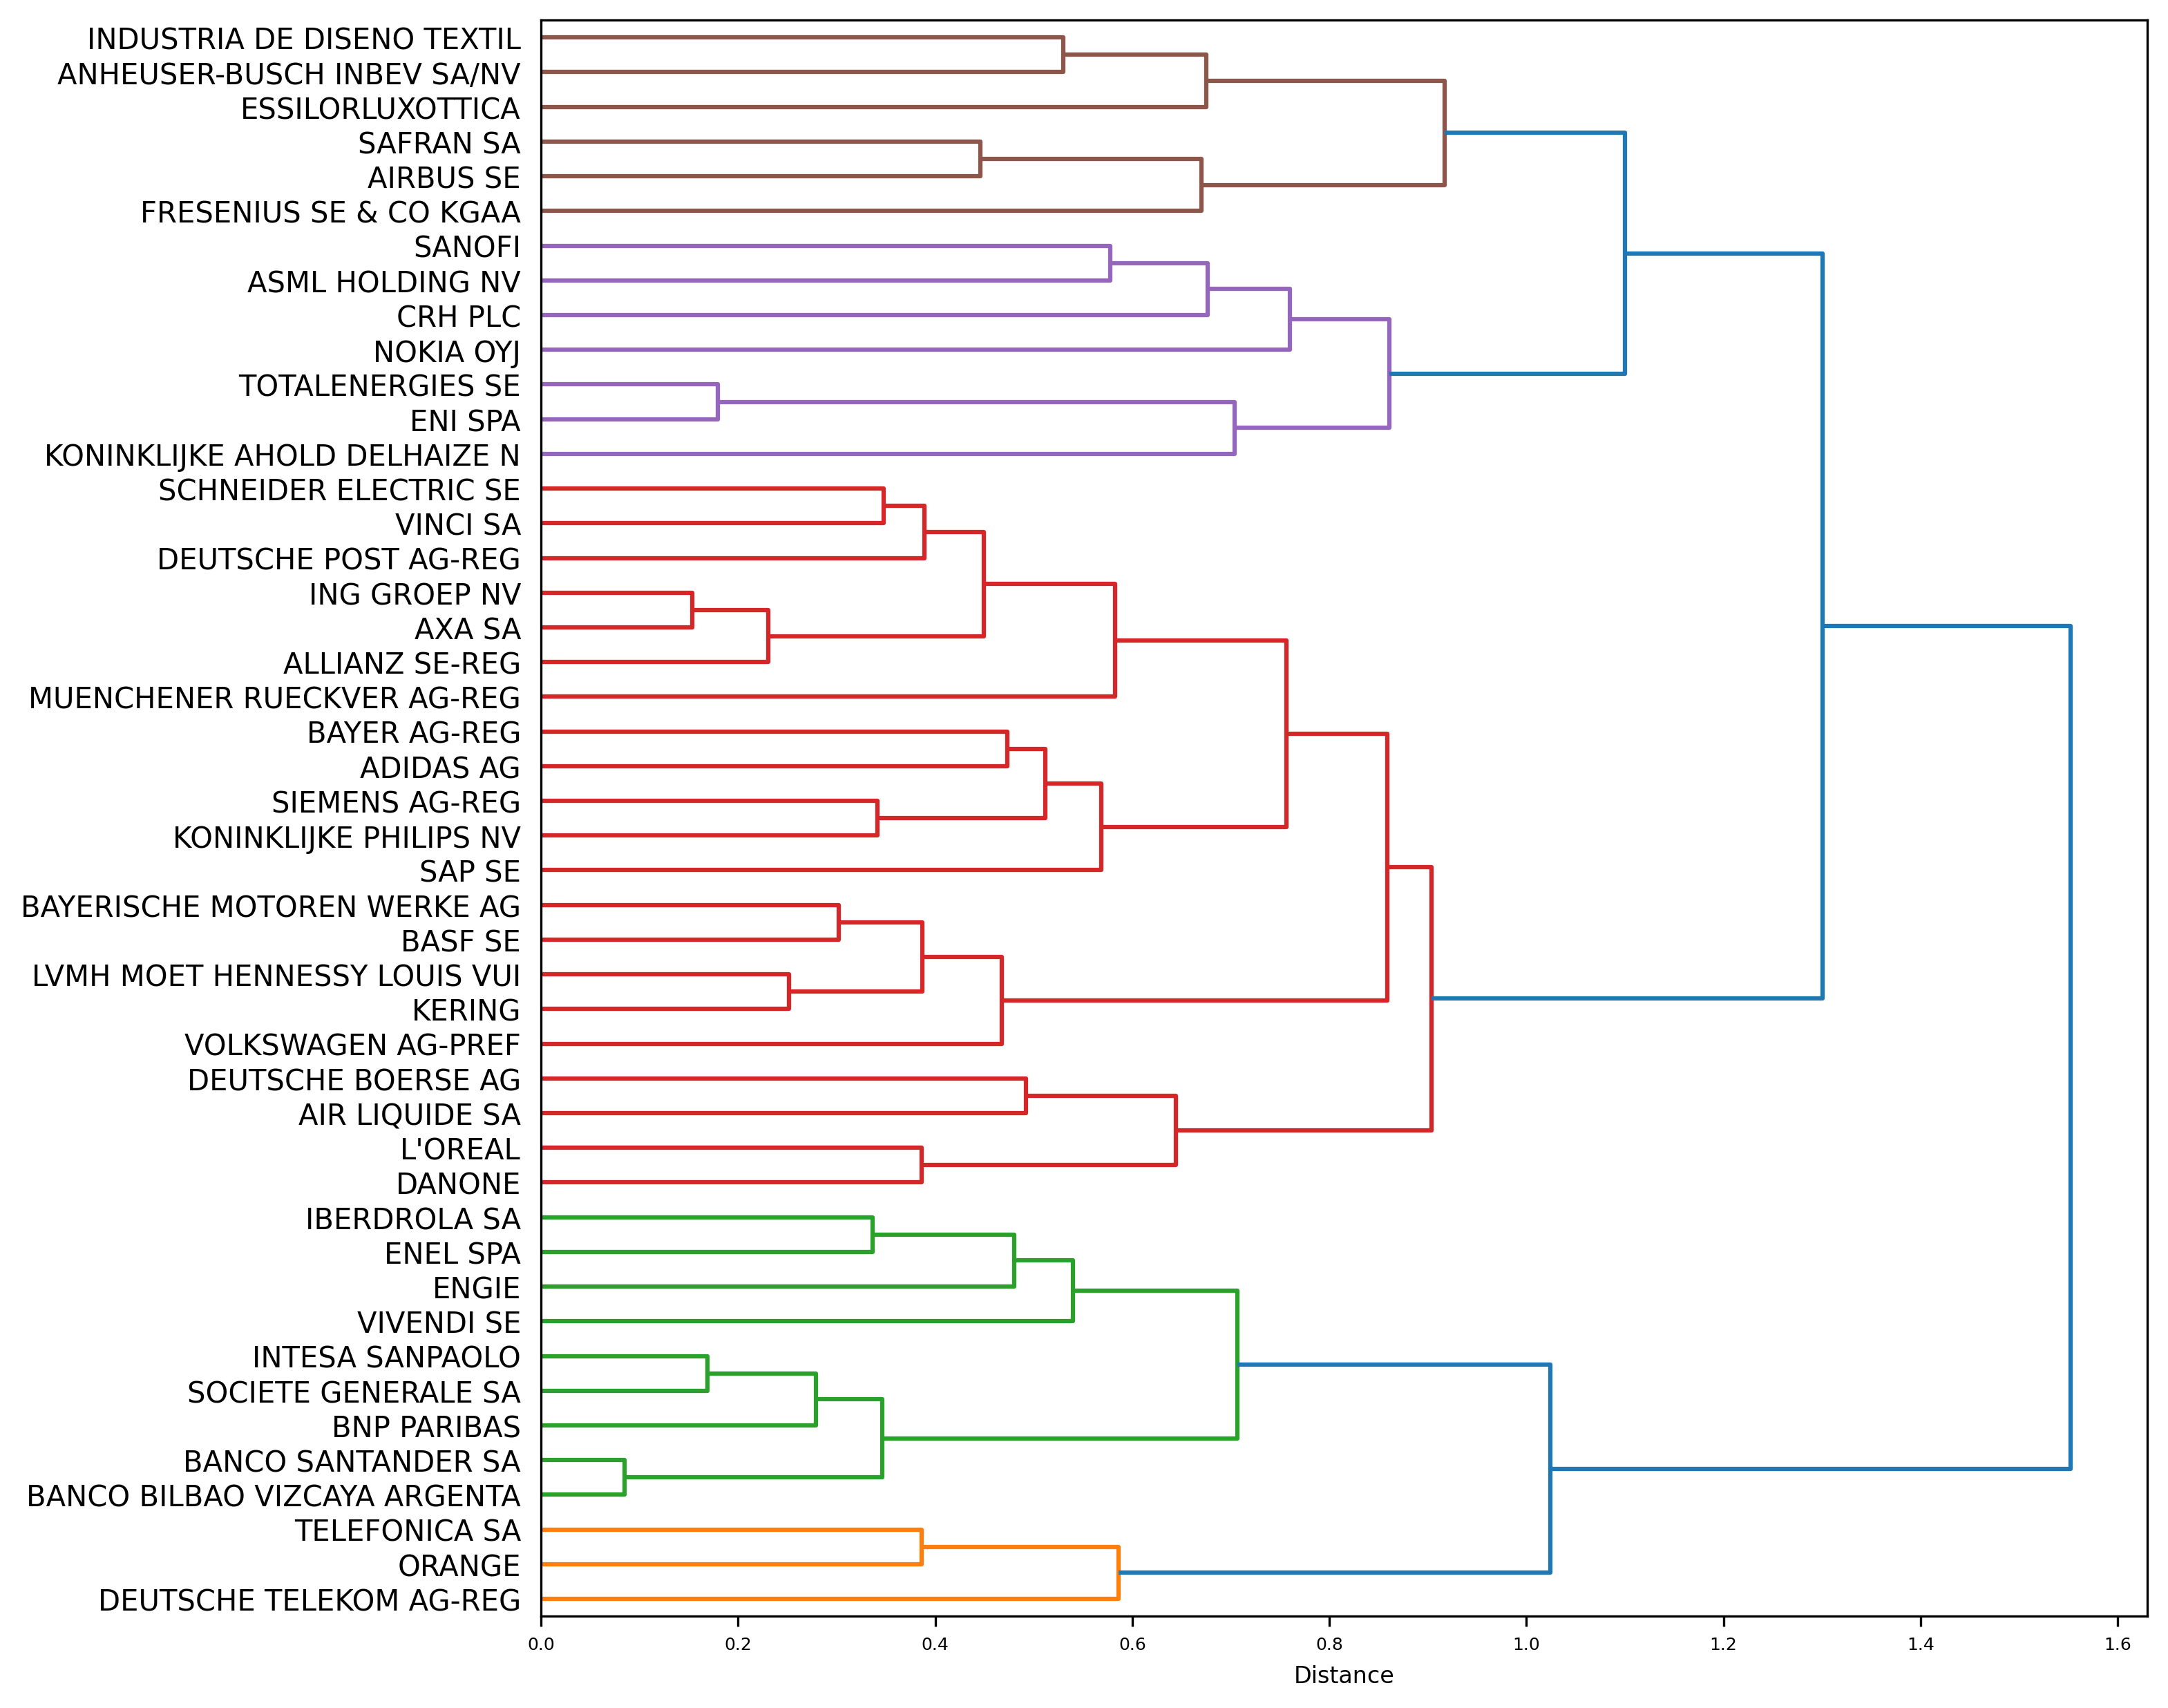 INDUSTRIA DE DISENO TEXTIL
ANHEUSER-BUSCH INBEV SA/NV
ESSILORLUXOTTICA
SAFRAN SA
AIRBUS SE
FRESENIUS SE & CO KGAA
SANOFI
ASML HOLDING NV
CRH PLC
NOKIA OYJ
TOTALENERGIES SE
ENI SPA
KONINKLIJKE AHOLD DELHAIZE N
SCHNEIDER ELECTRIC SE
VINCI SA
DEUTSCHE POST AG-REG
ING GROEP NV
AXA SA
ALLIANZ SE-REG
MUENCHENER RUECKVER AG-REG
BAYER AG-REG
ADIDAS AG
SIEMENS AG-REG
KONINKLIJKE PHILIPS NV
SAP SE
BAYERISCHE MOTOREN WERKE AG
BASF SE
LVMH MOET HENNESSY LOUIS VUI
KERING
VOLKSWAGEN AG-PREF
DEUTSCHE BOERSE AG
AIR LIQUIDE SA
L'OREAL
DANONE
IBERDROLA SA
ENEL SPA
ENGIE
VIVENDI SE
INTESA SANPAOLO
SOCIETE GENERALE SA
BNP PARIBAS
BANCO SANTANDER SA
BANCO BILBAO VIZCAYA ARGENTA
TELEFONICA SA
ORANGE
DEUTSCHE TELEKOM AG-REG
0.0 0.2 0.4 0.6 0.8 1.0 1.2 1.4 1.6
Distance